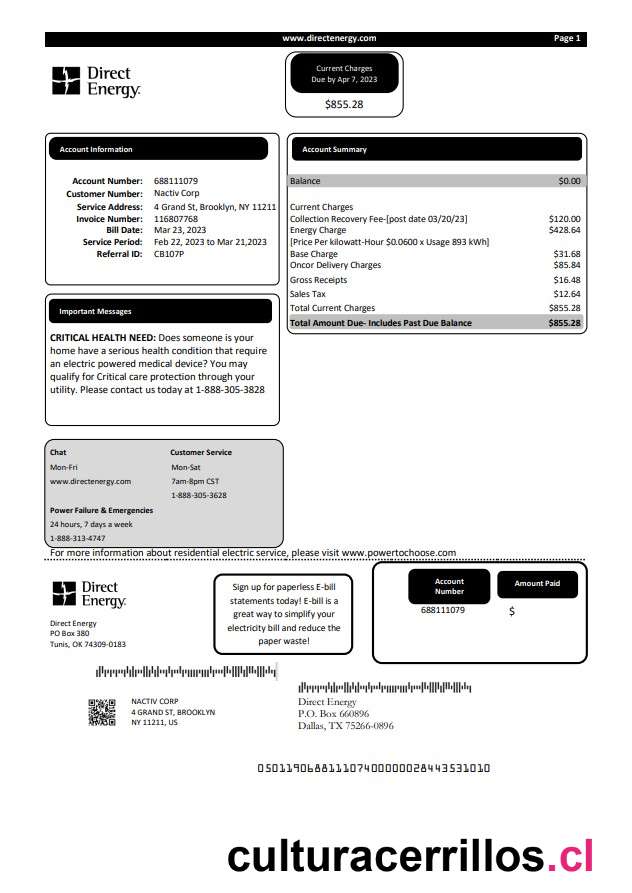 www.directenergy.com Page 1
Direct
Energy.
Current Charges
Due by Apr 7, 2023
$855.28
Account Information
Account Number: 688111079
Customer Number: Nactiv Corp
Service Address: 4 Grand St, Brooklyn, NY 11211
Invoice Number: 116807768
Bill Date: Mar 23, 2023
Service Period: Feb 22, 2023 to Mar 21,2023
Referral ID: CB107P
Account Summary
Balance $0.00
Current Charges
Collection Recovery Fee-[post date 03/20/23] $120.00
Energy Charge $428.64
[Price Per kilowatt-Hour $0.0600 x Usage 893 kWh]
Base Charge $31.68
Oncor Delivery Charges $85.84
Gross Receipts $16.48
Sales Tax $12.64
Total Current Charges $855.28
Total Amount Due- Includes Past Due Balance $855.28
Important Messages
CRITICAL HEALTH NEED: Does someone is your
home have a serious health condition that require
an electric powered medical device? You may
qualify for Critical care protection through your
utility. Please contact us today at 1-888-305-3828
Chat Customer Service
Mon-Fri Mon-Sat
www.directenergy.com 7am-8pm CST
1-888-305-3628
Power Failure & Emergencies
24 hours, 7 days a week
1-888-313-4747
For more information about residential electric service, please visit www.powertochoose.com
Direct
Energy.
Direct Energy
PO Box 380
Tunis, OK 74309-0183
Sign up for paperless E-bill
statements today! E-bill is a
great way to simplify your
electricity bill and reduce the
paper waste!
Account
Number
Amount Paid
688111079 $
NACTIV CORP
4 GRAND ST, BROOKLYN
NY 11211, US
Direct Energy
P.O. Box 660896
Dallas, TX 75266-0896
05011906881110740000002844353 1010
culturacerrillos.cl